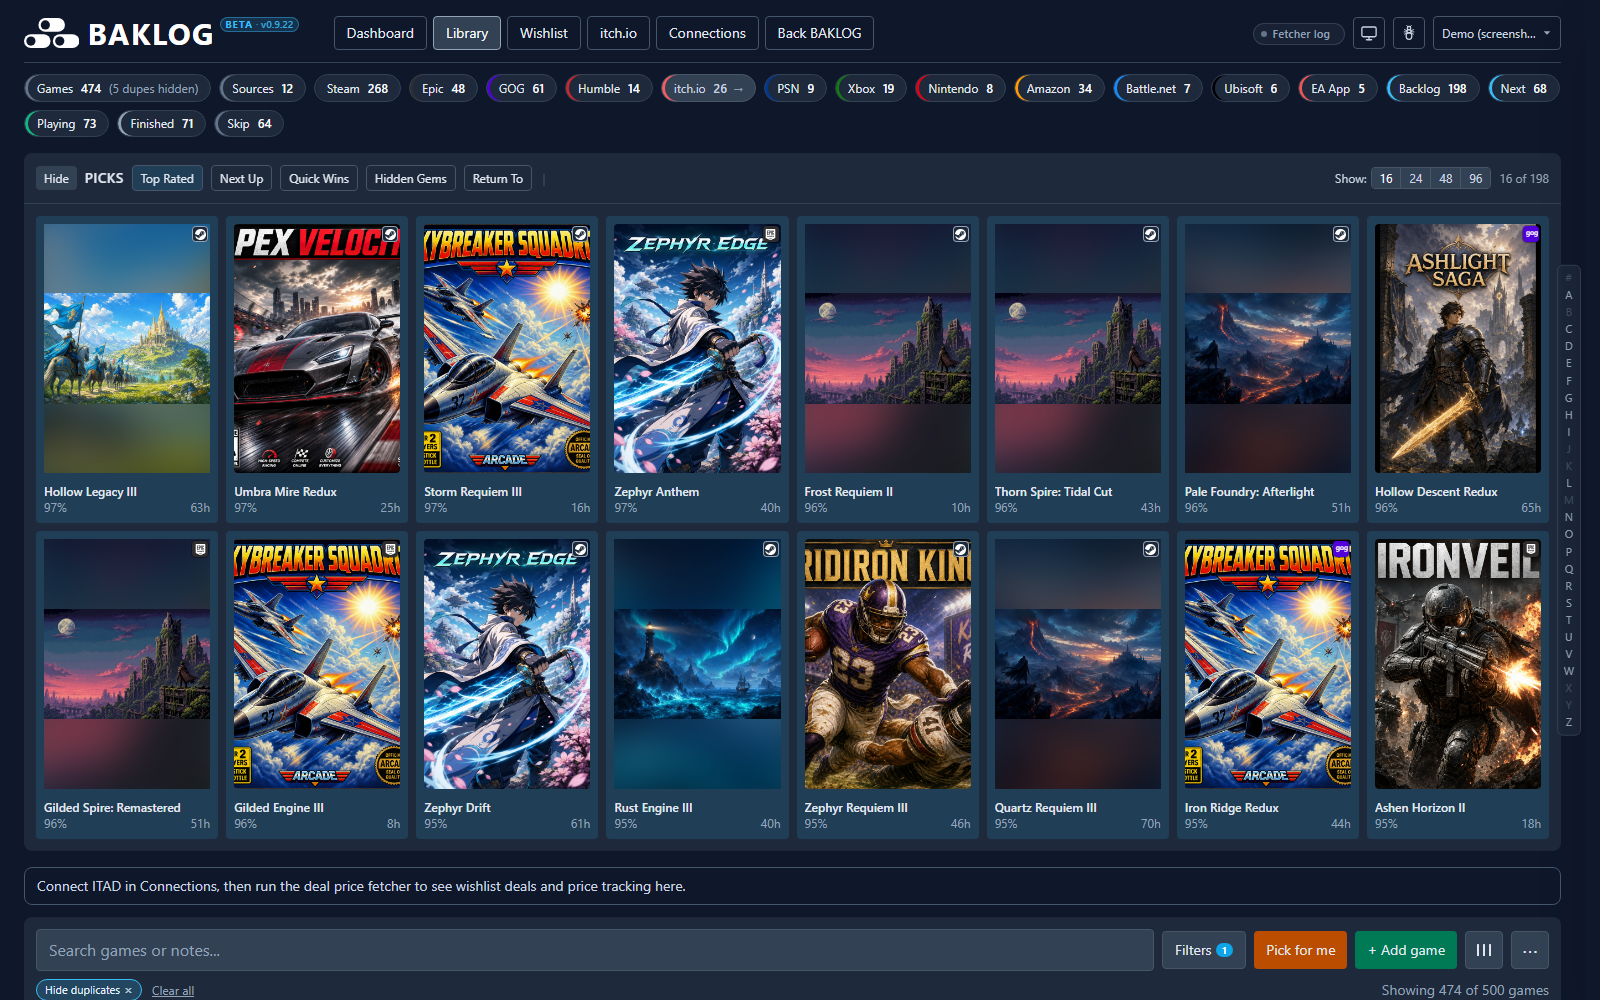 BAKLOG BETA · v0.9.22 Dashboard Library Wishlist itch.io Connections Back BAKLOG Fetcher log Demo (screensh...
Games 474 (5 dupes hidden) Sources 12 Steam 268 Epic 48 GOG 61 Humble 14 itch.io 26 → PSN 9 Xbox 19 Nintendo 8 Amazon 34 Battle.net 7 Ubisoft 6 EA App 5 Backlog 198 Next 68
Playing 73 Finished 71 Skip 64
Hide PICKS Top Rated Next Up Quick Wins Hidden Gems Return To Show: 16 24 48 96 16 of 198
PEX VELOCI
YBREAKER SQUADR
ZEPHYR EDGE
ASHLIGHT
SAGA
gog
ARCADE
Hollow Legacy III Umbra Mire Redux Storm Requiem III Zephyr Anthem Frost Requiem II Thorn Spire: Tidal Cut Pale Foundry: Afterlight Hollow Descent Redux
97% 63h 97% 25h 97% 16h 97% 40h 96% 10h 96% 43h 96% 51h 96% 65h
YBREAKER SQUADR
ZEPHYR EDGE
RIDIRON KIN
YBREAKER SQUADR
gog
IRONVEIL
23
41
ARCADE
ARCADE
Gilded Spire: Remastered Gilded Engine III Zephyr Drift Rust Engine III Zephyr Requiem III Quartz Requiem III Iron Ridge Redux Ashen Horizon II
96% 51h 96% 8h 95% 61h 95% 40h 95% 46h 95% 70h 95% 44h 95% 18h
#
A
B
C
D
E
F
G
H
I
J
K
L
M
N
O
P
Q
R
S
T
U
V
W
X
Y
Z
Connect ITAD in Connections, then run the deal price fetcher to see wishlist deals and price tracking here.
Search games or notes... Filters 1 Pick for me + Add game ...
Hide duplicates × Clear all Showing 474 of 500 games